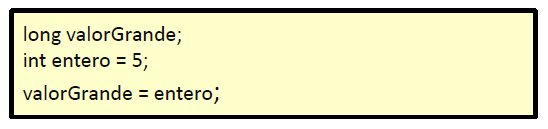 long valorGrande;
int entero = 5;
valorGrande = entero;